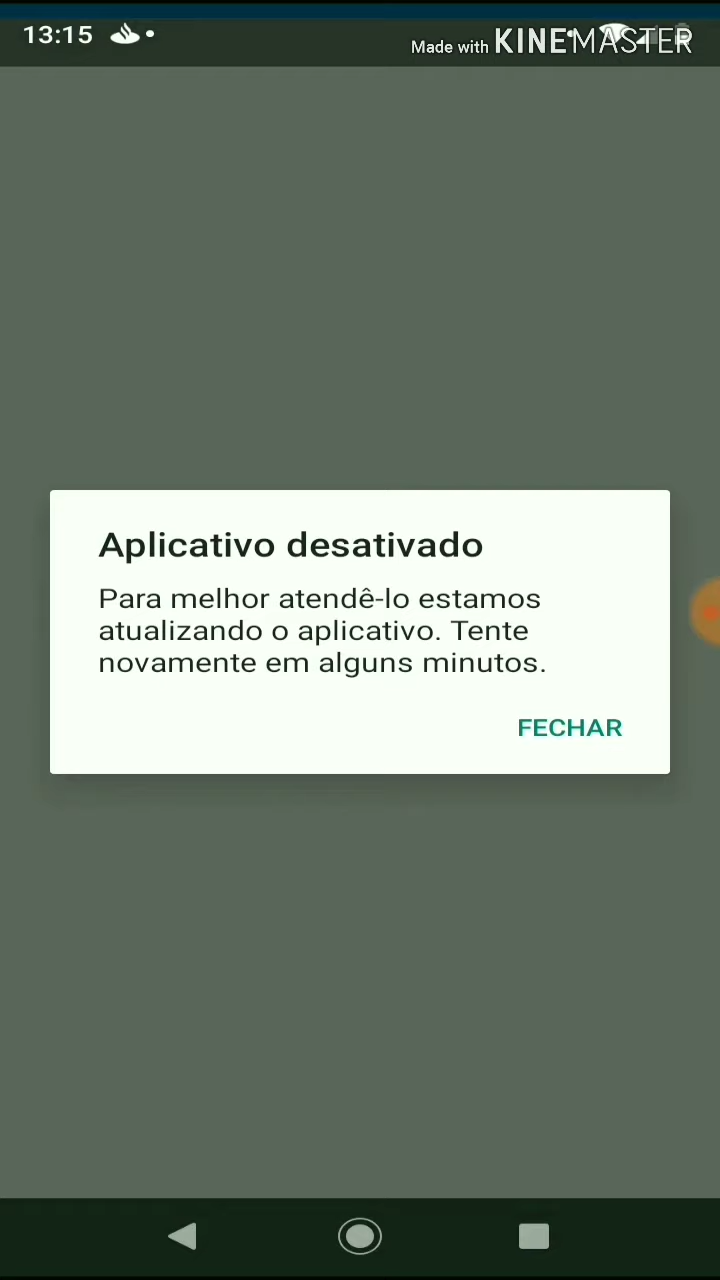 13:15
Made with KINEMASTER
Aplicativo desativado
Para melhor atendê-lo estamos
atualizando o aplicativo. Tente
novamente em alguns minutos.
FECHAR